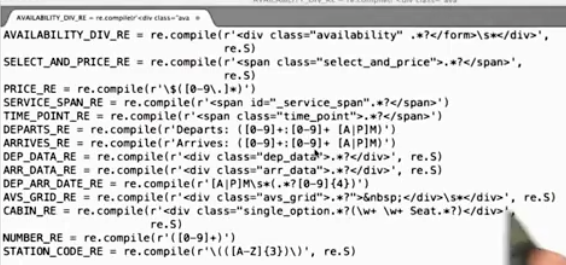 AVAILABILITY_DIV_RE = re.compile(r'<div class="ava
AVAILABILITY_DIV_RE = re.compile(r'<div class="availability" .*?</form>\s*</div>',
re.S)
SELECT_AND_PRICE_RE = re.compile(r'<span class="select_and_price">.*?</span>',
re.S)
PRICE_RE = re.compile(r'\$([0-9\.]*)')
SERVICE_SPAN_RE = re.compile(r'<span id="_service_span".*?</span>')
TIME_POINT_RE = re.compile(r'<span class="time_point">.*?</span>')
DEPARTS_RE = re.compile(r'Departs: ([0-9]+:[0-9]+ [A|P]M)')
ARRIVES_RE = re.compile(r'Arrives: ([0-9]+:[0-9]+ [A|P]M)')
DEP_DATA_RE = re.compile(r'<div class="dep_data">.*?</div>', re.S)
ARR_DATA_RE = re.compile(r'<div class="arr_data">.*?</div>', re.S)
DEP_ARR_DATE_RE = re.compile(r'[A|P]M\s*(.*?[0-9]{4})')
AVS_GRID_RE = re.compile(r'<div class="avs_grid">.*?">&nbsp;</div>\s*</div>', re.S)
CABIN_RE = re.compile(r'<div class="single_option.*?(\w+ \w+ Seat.*?)</div>',
re.S)
NUMBER_RE = re.compile(r'([0-9]+)')
STATION_CODE_RE = re.compile(r'\(([A-Z]{3})\)', re.S)